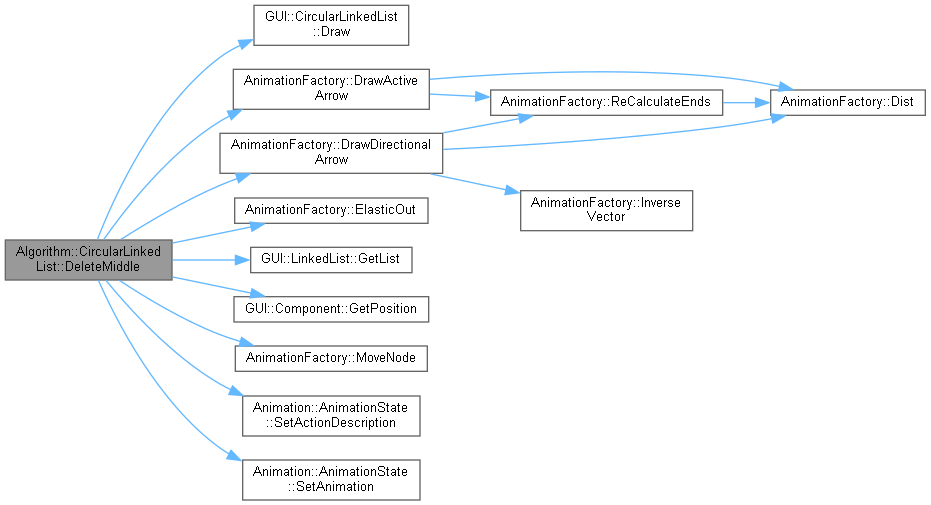 GUI::CircularLinkedList
::Draw
AnimationFactory::DrawActive
Arrow
AnimationFactory::ReCalculateEnds
AnimationFactory::Dist
AnimationFactory::DrawDirectional
Arrow
AnimationFactory::Inverse
Vector
AnimationFactory::ElasticOut
Algorithm::CircularLinked
List::DeleteMiddle
GUI::LinkedList::GetList
GUI::Component::GetPosition
AnimationFactory::MoveNode
Animation::AnimationState
::SetActionDescription
Animation::AnimationState
::SetAnimation